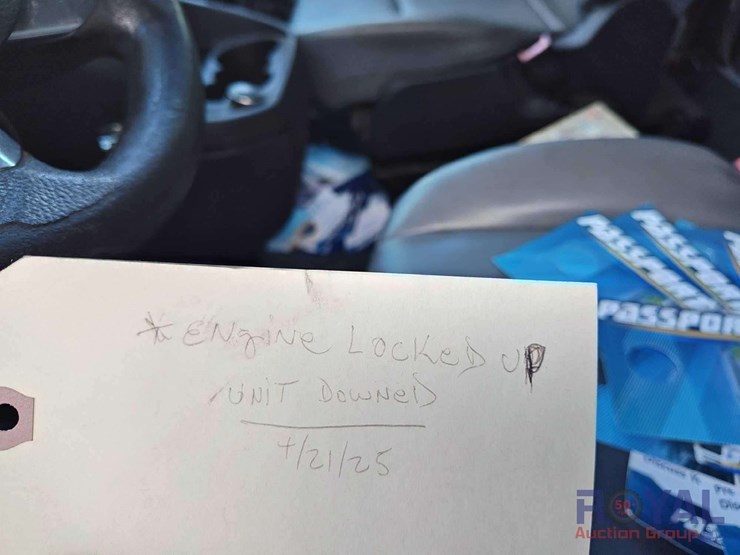 * ENGINE LOCKED UP
UNIT DOWNED
4/21/25
PASSPORT
PASSPORT
PASSPORT
ROYAL
Auction Group